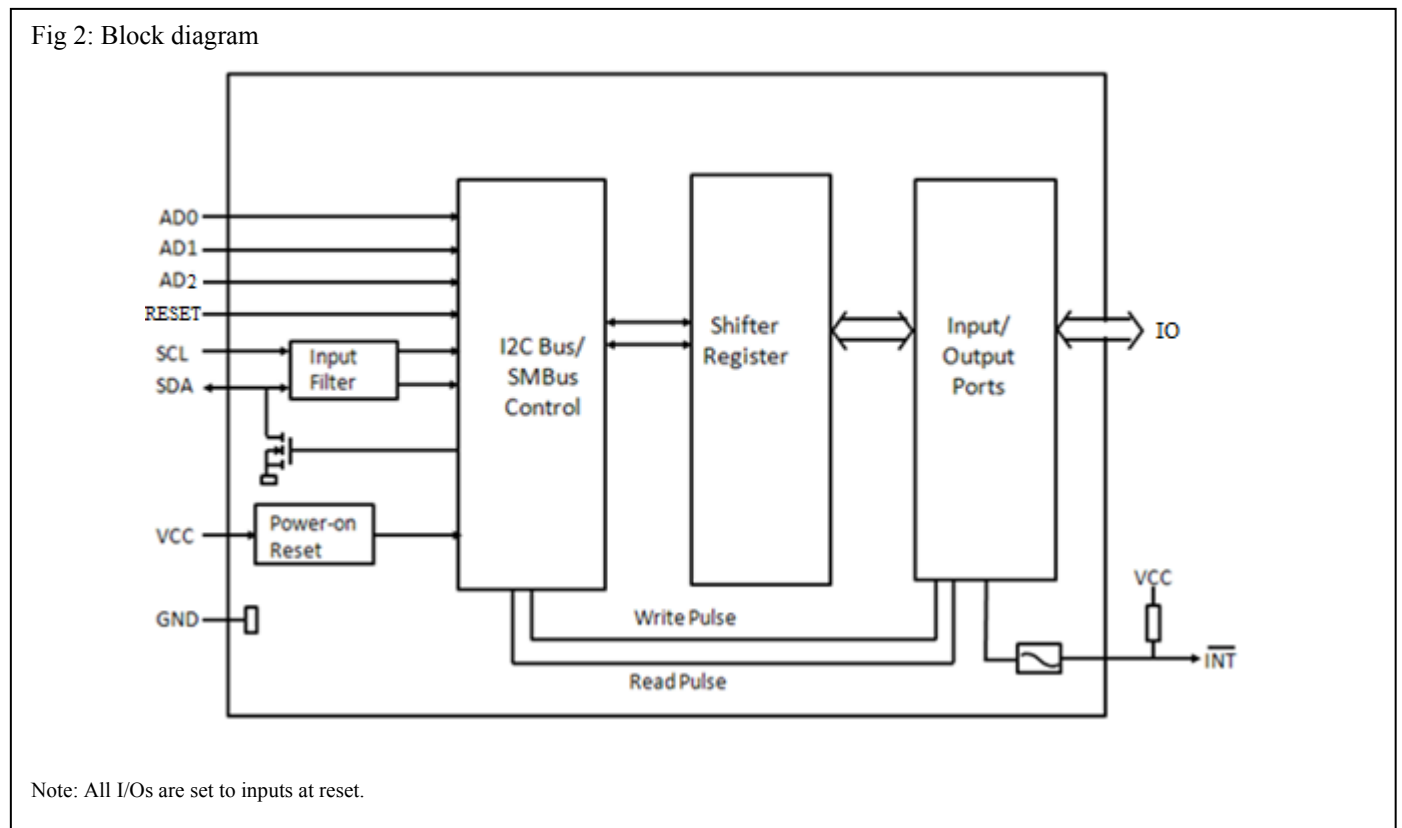 Fig 2: Block diagram
AD0
AD1
AD2
RESET
SCL
SDA
VCC
GND
Input
Filter
Power-on
Reset
I2C Bus/
SMBus
Control
Shifter
Register
Input/
Output
Ports
IO
Write Pulse
Read Pulse
VCC
INT
Note: All I/Os are set to inputs at reset.